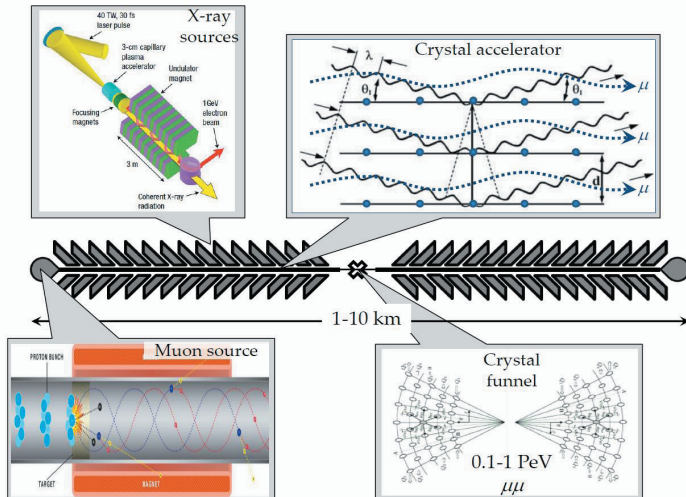 X-ray
sources
40 TW, 30 fs
laser pulse
3-cm capillary
plasma
accelerator
Undulator
magnet
Focusing
magnets
1GeV
electron
beam
3 m
Coherent X-ray
radiation
Crystal accelerator
λ
θ₁
θ₁
μ
μ
d
μ
1-10 km
Muon source
PROTON BUNCH
TARGET
MAGNET
Crystal
funnel
0.1-1 PeV
μμ